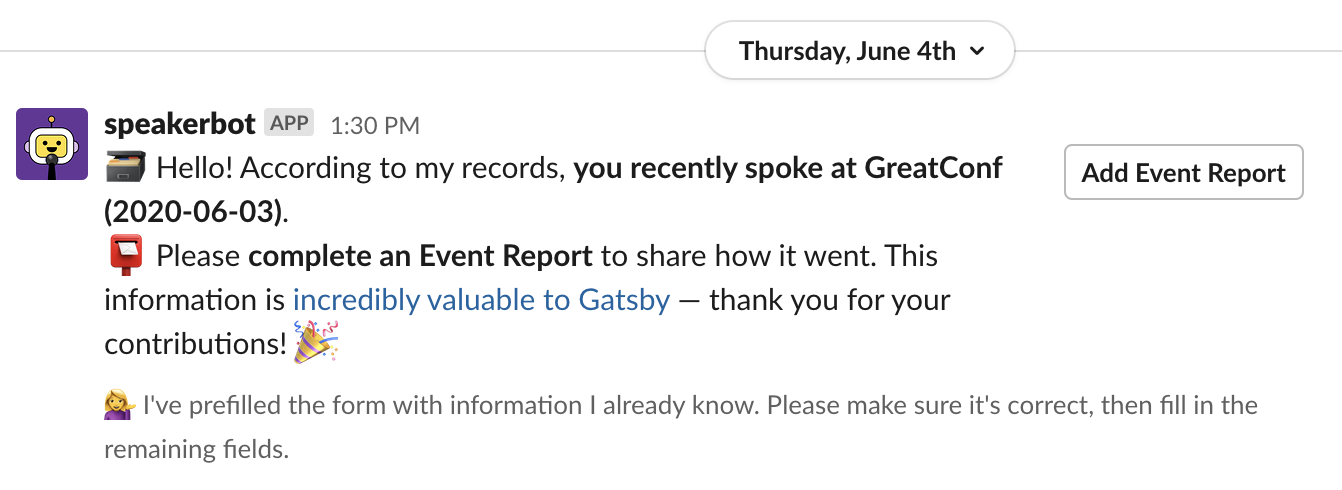 Thursday, June 4th
speakerbot APP 1:30 PM
Hello! According to my records, you recently spoke at GreatConf
Add Event Report
(2020-06-03).
Please complete an Event Report to share how it went. This
information is incredibly valuable to Gatsby — thank you for your
contributions!
I've prefilled the form with information I already know. Please make sure it's correct, then fill in the
remaining fields.